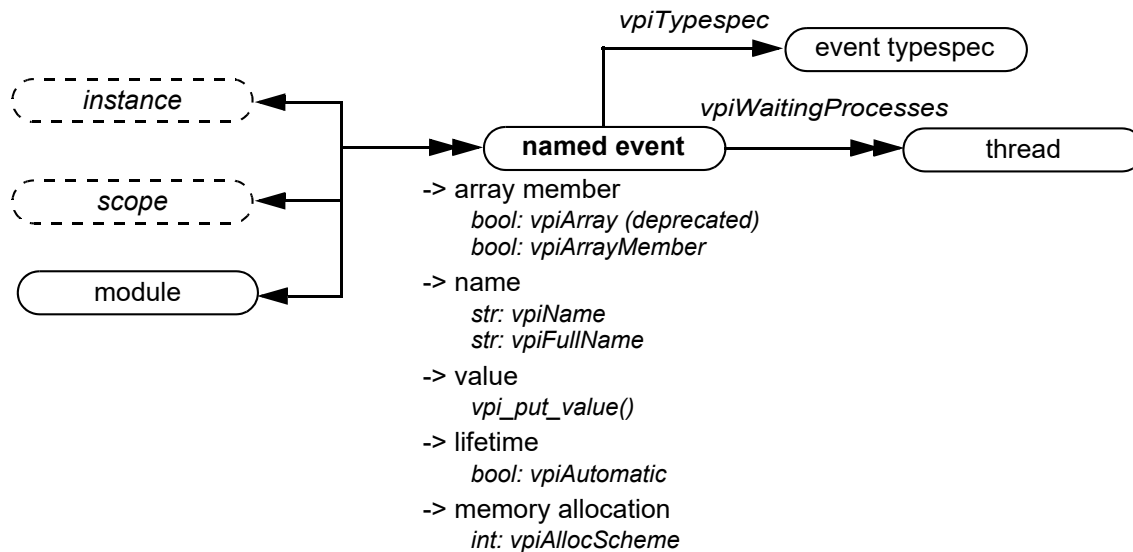 vpiTypespec
event typespec
instance
vpiWaitingProcesses
named event
thread
-> array member
bool: vpiArray (deprecated)
bool: vpiArrayMember
scope
-> name
str: vpiName
str: vpiFullName
module
-> value
vpi_put_value()
-> lifetime
bool: vpiAutomatic
-> memory allocation
int: vpiAllocScheme